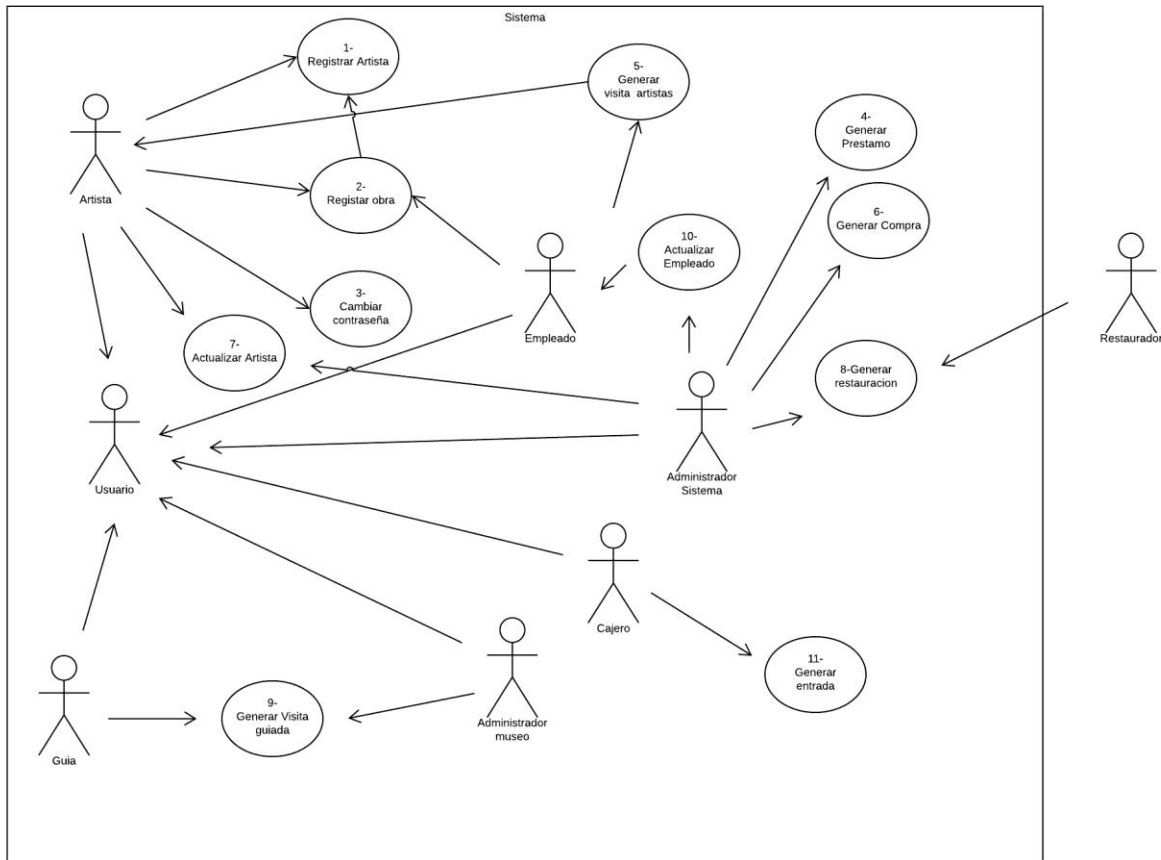 Sistema
1-
Registrar Artista
5-
Generar
visita artistas
4-
Generar
Prestamo
Artista
2-
Registar obra
6-
Generar Compra
10-
Actualizar
Empleado
3-
Cambiar
contraseña
Empleado
Restaurador
7-
Actualizar Artista
8-Generar
restauracion
Usuario
Administrador
Sistema
Cajero
11-
Generar
entrada
9-
Generar Visita
guiada
Administrador
museo
Guia